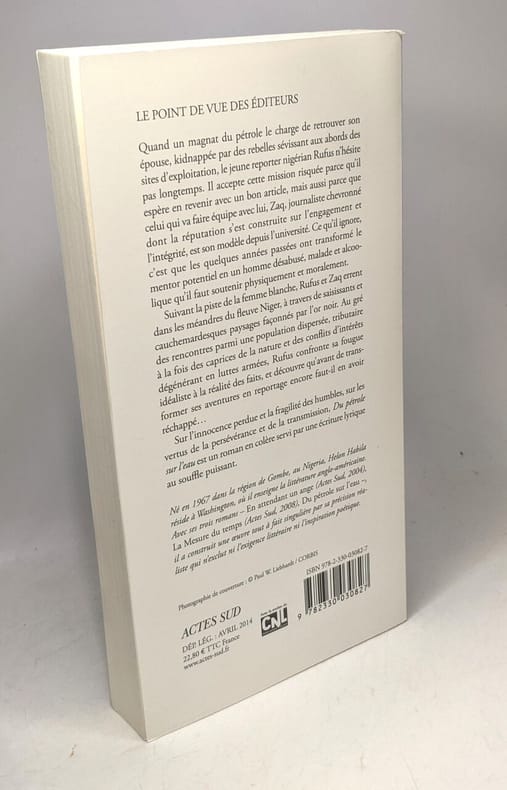 LE POINT DE VUE DES ÉDITEURS
Quand un magnat du pétrole le charge de retrouver son
épouse, kidnappée par des rebelles sévissant aux abords des
sites d'exploitation, le jeune reporter nigérian Rufus n'hésite
pas longtemps. Il accepte cette mission risquée parce qu'il
espère en revenir avec un bon article, mais aussi parce que
celui qui va faire équipe avec lui, Zaq, journaliste chevronné
dont la réputation s'est construite sur l'engagement et
l'intégrité, est son modèle depuis l'université. Ce qu'il ignore,
c'est que les quelques années passées ont transformé le
mentor potentiel en un homme désabusé, malade et alcoo-
lique qu'il faut soutenir physiquement et moralement.
Suivant la piste de la femme blanche, Rufus et Zaq errent
dans les méandres du fleuve Niger, à travers de saisissants et
cauchemardesques paysages façonnés par l'or noir. Au gré
des rencontres parmi une population dispersée, tributaire
à la fois des caprices de la nature et des conflits d'intérêts
dégénérant en luttes armées, Rufus confronte sa fougue
idéaliste à la réalité des faits, et découvre qu'avant de trans-
former ses aventures en reportage encore faut-il en avoir
réchappé…
Sur l'innocence perdue et la fragilité des humbles, sur les
vertus de la persévérance et de la transmission, Du pétrole
sur l'eau est un roman en colère servi par une écriture lyrique
au souffle puissant.
Né en 1967 dans la région de Gombe, au Nigeria, Helon Habila
réside à Washington, où il enseigne la littérature anglo-américaine.
Avec ses trois romans – En attendant un ange (Actes Sud, 2004),
La Mesure du temps (Actes Sud, 2008), Du pétrole sur l'eau –,
il a construit une œuvre tout à fait singulière par sa précision réa-
liste qui n'exclut ni l'exigence littéraire ni l'inspiration poétique.
Photographie de couverture : © Paul W. Liebhardt / CORBIS
ACTES SUD
DÉP. LÉG. : AVRIL 2014
22,80 € TTC France
www.actes-sud.fr
CNL
ISBN 978-2-330-03082-7
9 782330 030827